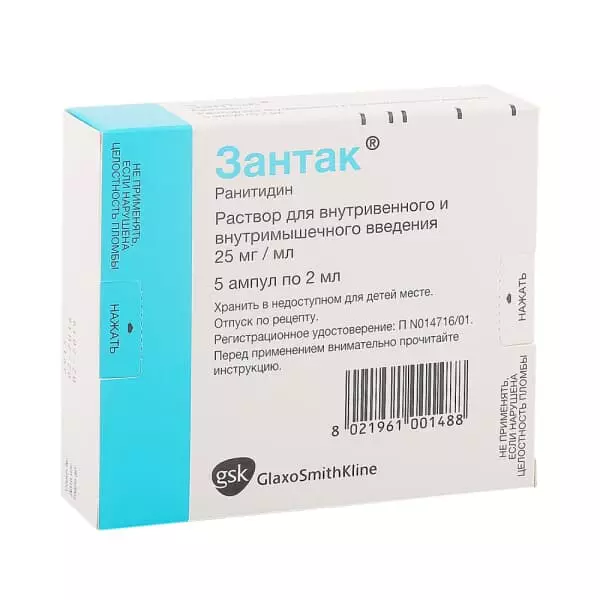 Зантак®
Ранитидин
Раствор для внутривенного и
внутримышечного введения
25 мг / мл
5 ампул по 2 мл
Хранить в недоступном для детей месте.
Отпуск по рецепту.
Регистрационное удостоверение: П N014716/01.
Перед применением внимательно прочитайте
инструкцию.
8 021961 001488
gsk GlaxoSmithKline
НЕ ПРИМЕНЯТЬ,
ЕСЛИ НАРУШЕНА
ЦЕЛОСТНОСТЬ ПЛОМБЫ
НАЖАТЬ
НАЖАТЬ
НЕ ПРИМЕНЯТЬ,
ЕСЛИ НАРУШЕНА
ЦЕЛОСТНОСТЬ ПЛОМБЫ